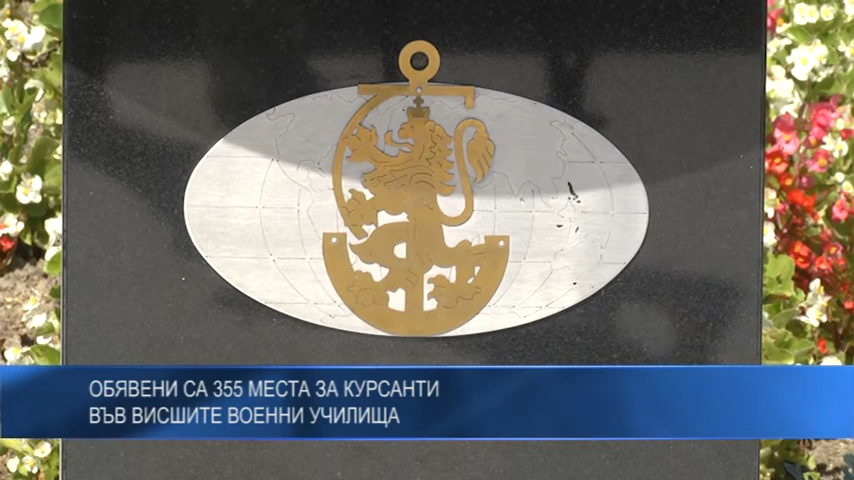 ОБЯВЕНИ СА 355 МЕСТА ЗА КУРСАНТИ
ВЪВ ВИСШИТЕ ВОЕННИ УЧИЛИЩА